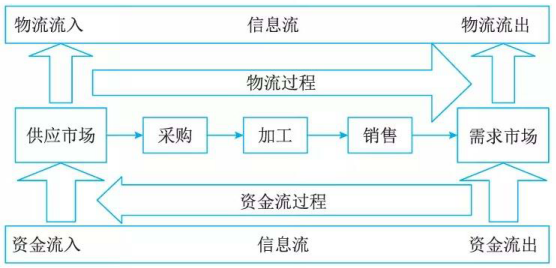 物流流入 信息流 物流流出
物流过程
供应市场 采购 加工 销售 需求市场
资金流过程
资金流入 信息流 资金流出